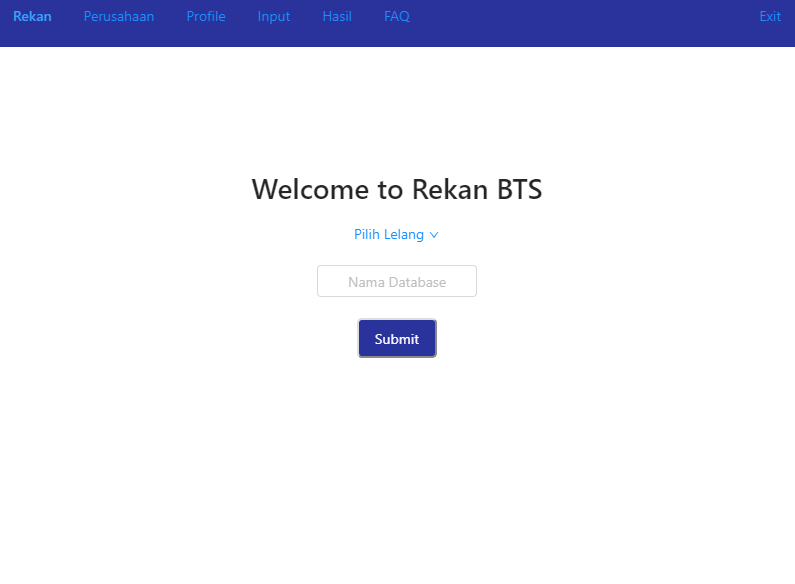 Rekan Perusahaan Profile Input Hasil FAQ Exit
Welcome to Rekan BTS
Pilih Lelang
Nama Database
Submit